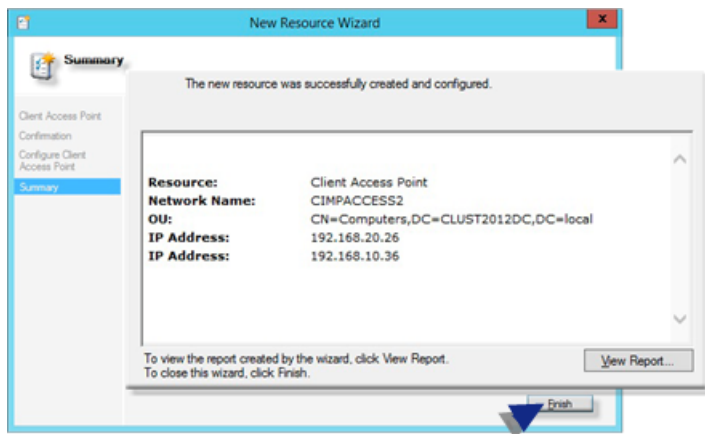 New Resource Wizard
x
Summary
The new resource was successfully created and configured.
Client Access Point
Confirmation
Configure Client
Access Point
Summary
Resource: Client Access Point
Network Name: CIMPACCESS2
OU: CN=Computers,DC=CLUST2012DC,DC=local
IP Address: 192.168.20.26
IP Address: 192.168.10.36
To view the report created by the wizard, click View Report.
To close this wizard, click Finish.
View Report...
Finish